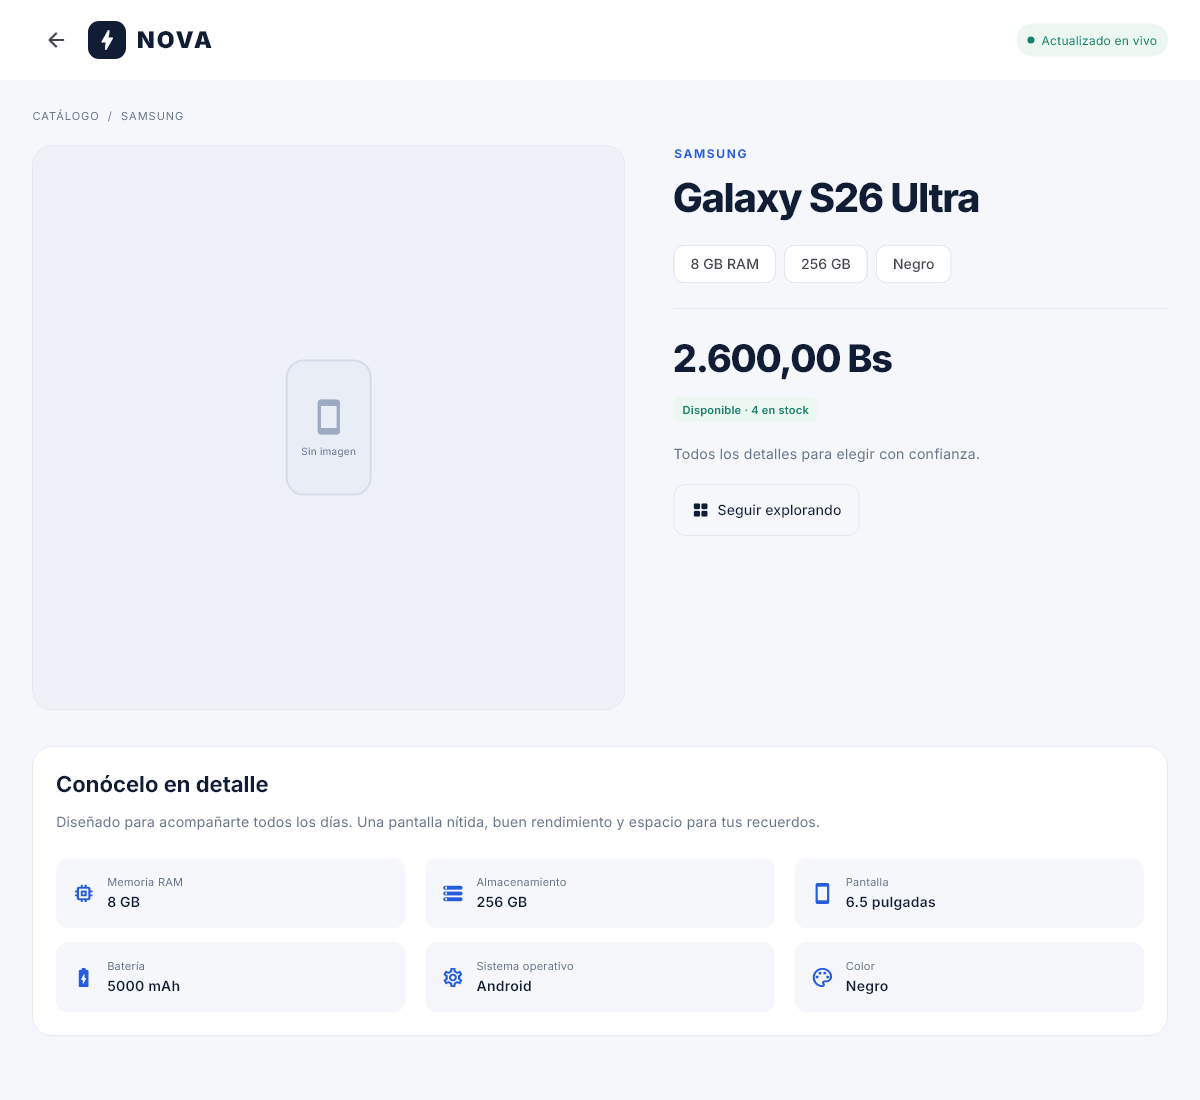 NOVA
Actualizado en vivo
CATÁLOGO / SAMSUNG
Sin imagen
SAMSUNG
Galaxy S26 Ultra
8 GB RAM
256 GB
Negro
2.600,00 Bs
Disponible · 4 en stock
Todos los detalles para elegir con confianza.
Seguir explorando
Conócelo en detalle
Diseñado para acompañarte todos los días. Una pantalla nítida, buen rendimiento y espacio para tus recuerdos.
Memoria RAM
8 GB
Almacenamiento
256 GB
Pantalla
6.5 pulgadas
Batería
5000 mAh
Sistema operativo
Android
Color
Negro